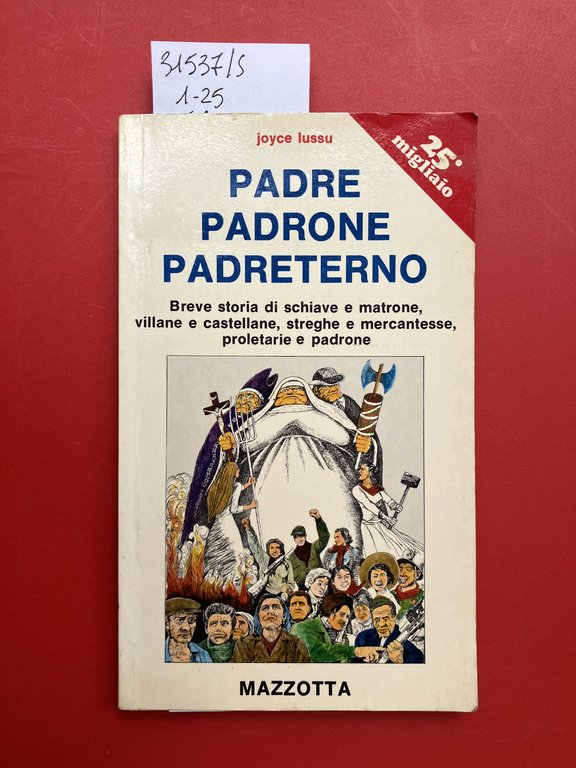 31537/S
1-25
joyce lussu
25° migliaio
PADRE
PADRONE
PADRETERNO
Breve storia di schiave e matrone,
villane e castellane, streghe e mercantesse,
proletarie e padrone
MAZZOTTA